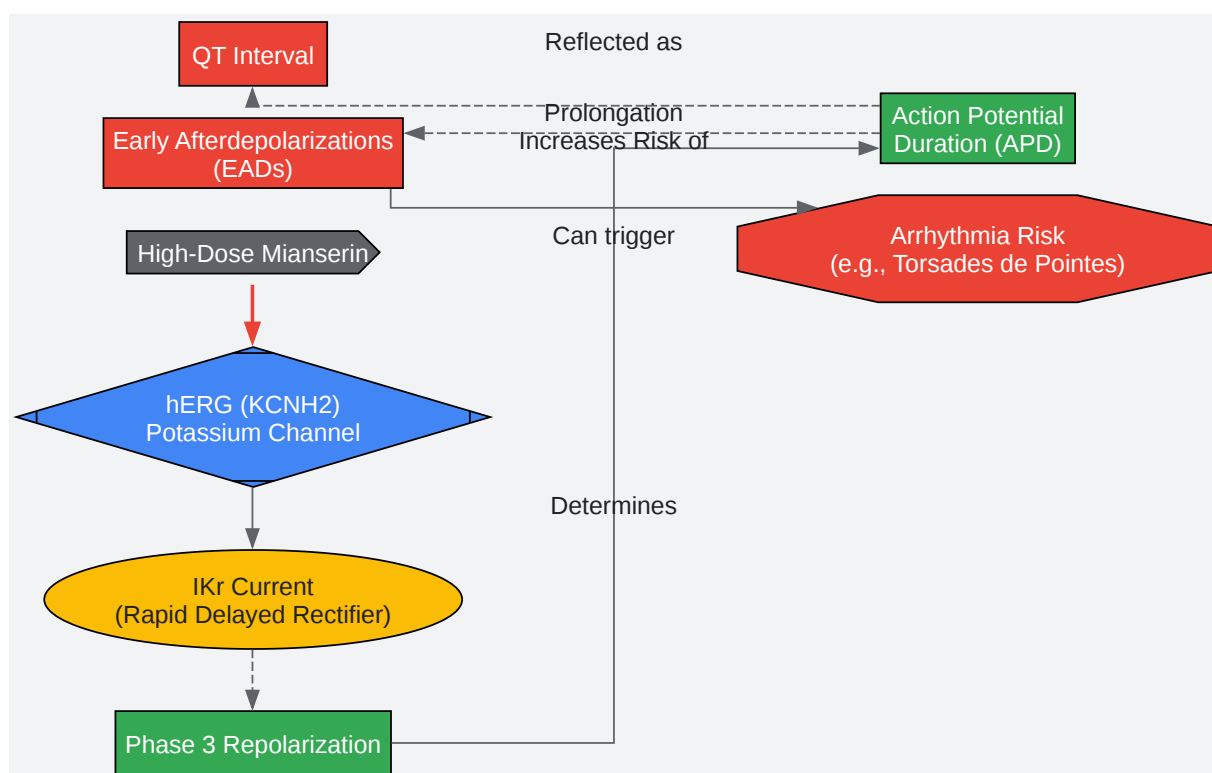 QT Interval
Reflected as
Early Afterdepolarizations
(EADs)
Prolongation
Increases Risk of
Action Potential
Duration (APD)
Can trigger
Arrhythmia Risk
(e.g., Torsades de Pointes)
High-Dose Mianserin
hERG (KCNH2)
Potassium Channel
Determines
IKr Current
(Rapid Delayed Rectifier)
Phase 3 Repolarization